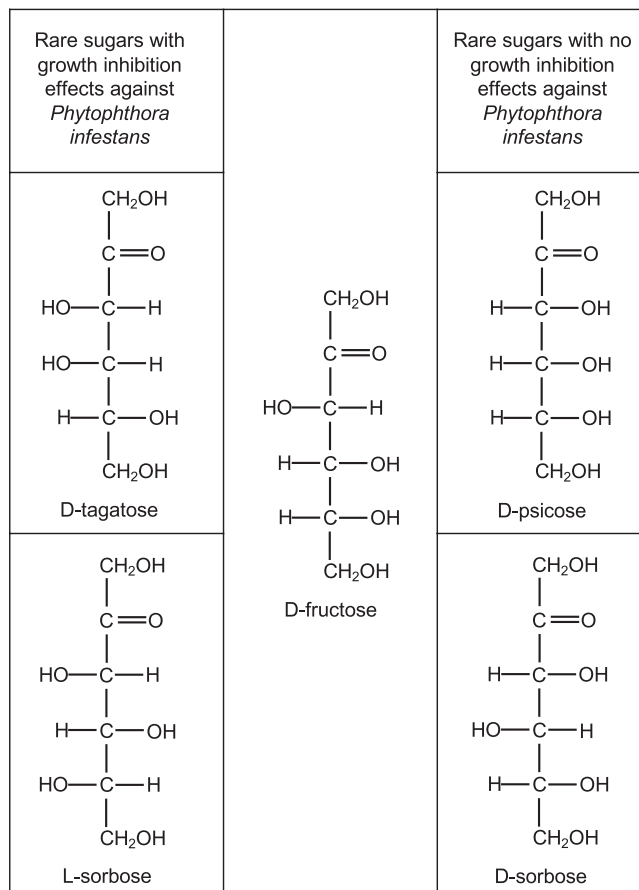 Rare sugars with
growth inhibition
effects against
Phytophthora
infestans
CH₂OH
C=O
HO—C—H
HO—C—H
H—C—OH
CH₂OH
D-tagatose
CH₂OH
C=O
HO—C—H
H—C—OH
HO—C—H
CH₂OH
L-sorbose
CH₂OH
C=O
HO—C—H
H—C—OH
H—C—OH
CH₂OH
D-fructose
Rare sugars with no
growth inhibition
effects against
Phytophthora
infestans
CH₂OH
C=O
H—C—OH
H—C—OH
H—C—OH
CH₂OH
D-psicose
CH₂OH
C=O
H—C—OH
HO—C—H
H—C—OH
CH₂OH
D-sorbose